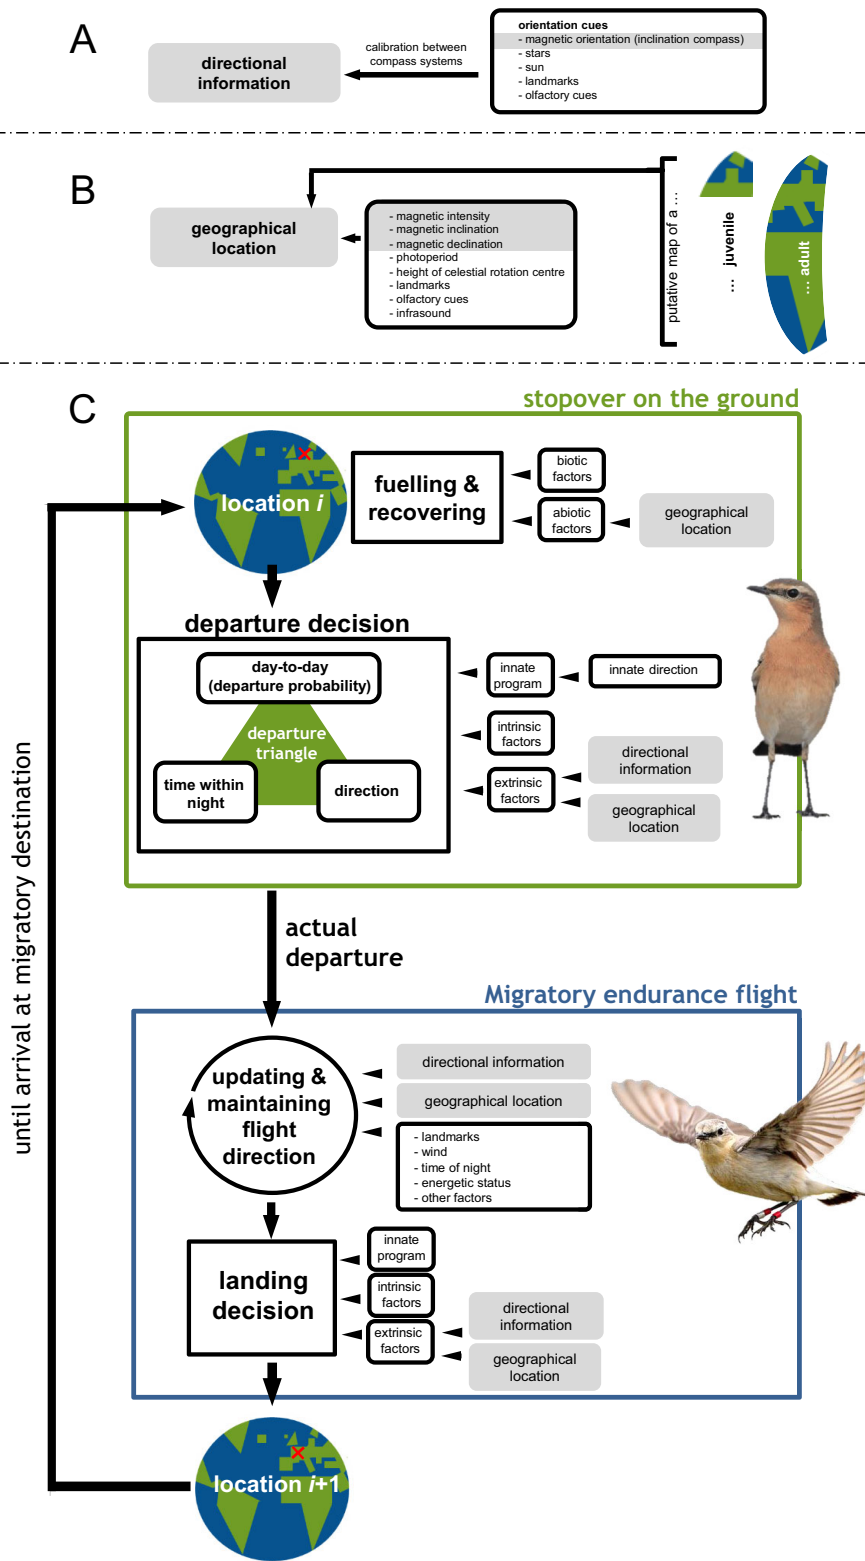 A
directional
information
calibration between
compass systems
orientation cues
- magnetic orientation (inclination compass)
- stars
- sun
- landmarks
- olfactory cues
B
geographical
location
- magnetic intensity
- magnetic inclination
- magnetic declination
- photoperiod
- height of celestial rotation centre
- landmarks
- olfactory cues
- infrasound
putative map of a ...
... juvenile
... adult
C
stopover on the ground
location i
fuelling &
recovering
biotic
factors
abiotic
factors
geographical
location
departure decision
day-to-day
(departure probability)
departure
triangle
time within
night
direction
innate
program
innate direction
intrinsic
factors
extrinsic
factors
directional
information
geographical
location
until arrival at migratory destination
actual
departure
Migratory endurance flight
updating &
maintaining
flight
direction
directional information
geographical location
- landmarks
- wind
- time of night
- energetic status
- other factors
landing
decision
innate
program
intrinsic
factors
extrinsic
factors
directional
information
geographical
location
location i+1